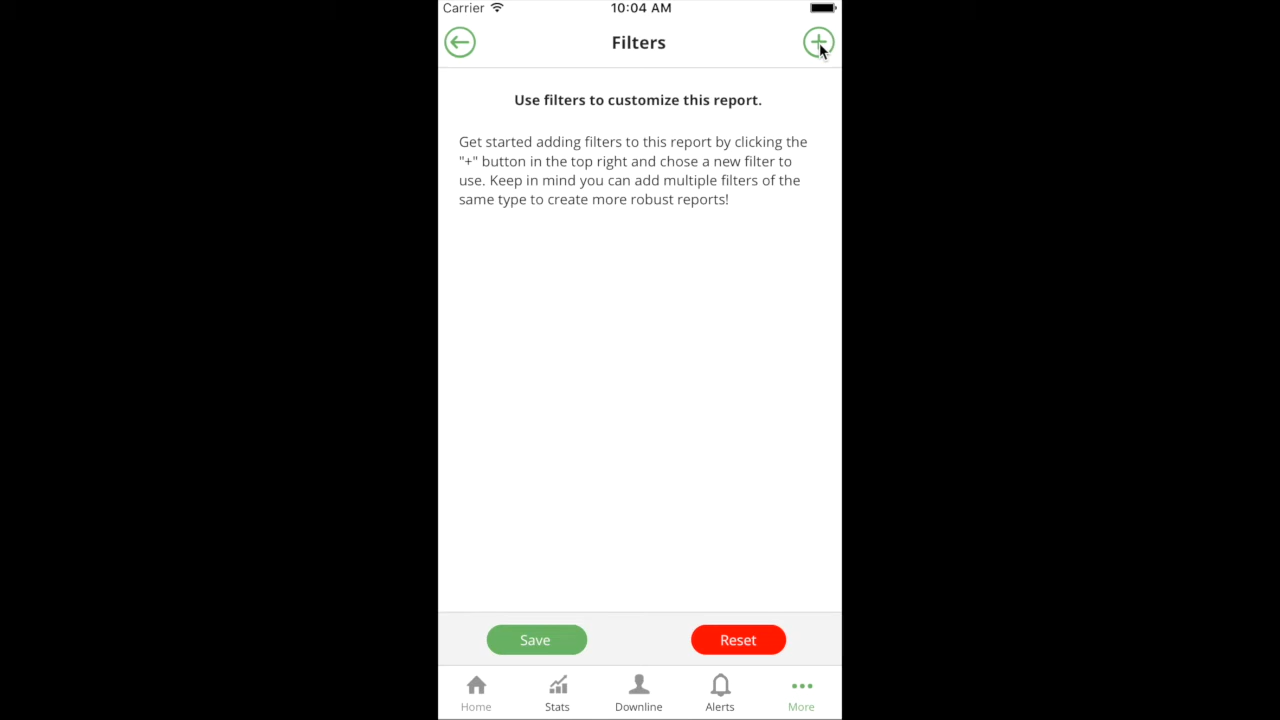 Carrier
10:04 AM
Filters
Use filters to customize this report.
Get started adding filters to this report by clicking the
"+" button in the top right and chose a new filter to
use. Keep in mind you can add multiple filters of the
same type to create more robust reports!
Save
Reset
Home
Stats
Downline
Alerts
More